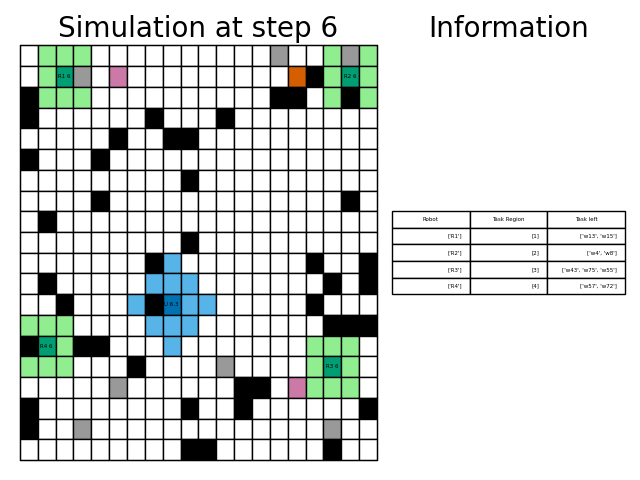 Simulation at step 6
Information
R1 6
R2 6
Robot Task Region Task left
['R1'] [1] ['w13', 'w15']
['R2'] [2] ['w4', 'w8']
['R3'] [3] ['w43', 'w75', 'w55']
['R4'] [4] ['w57', 'w72']
R4 6
R3 6